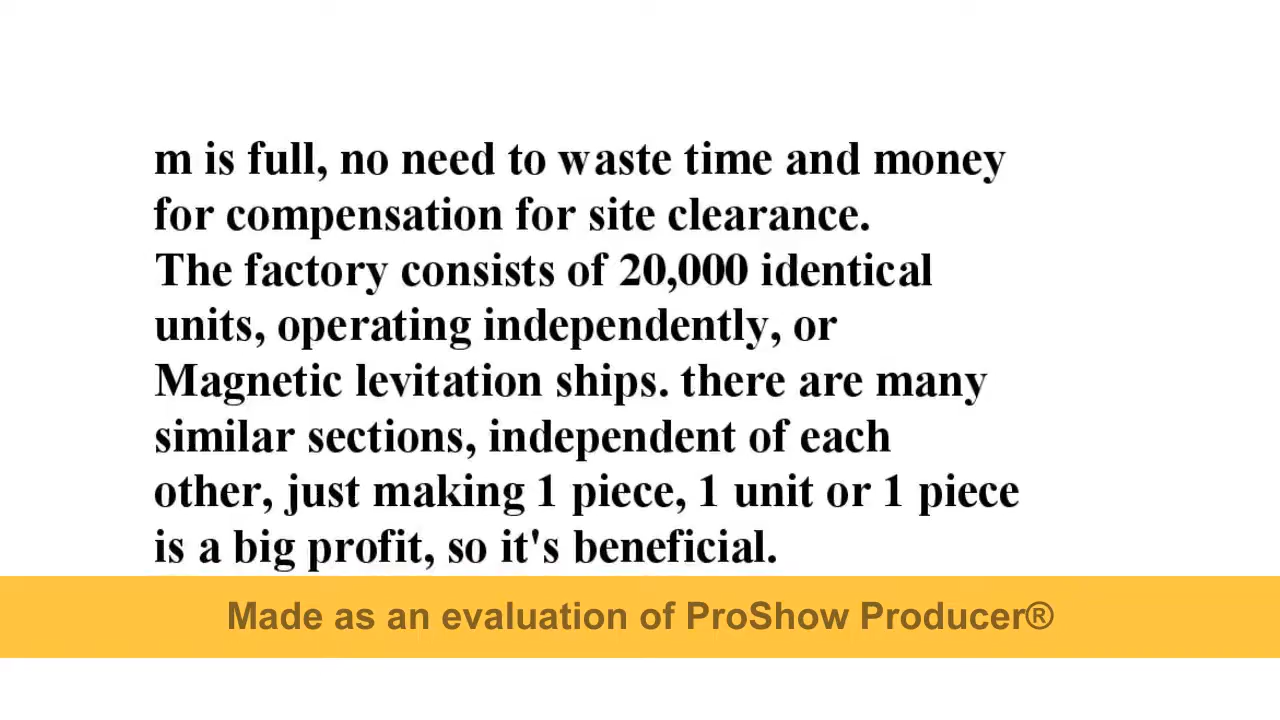 m is full, no need to waste time and money
for compensation for site clearance.
The factory consists of 20,000 identical
units, operating independently, or
Magnetic levitation ships. there are many
similar sections, independent of each
other, just making 1 piece, 1 unit or 1 piece
is a big profit, so it's beneficial.
Made as an evaluation of ProShow Producer®